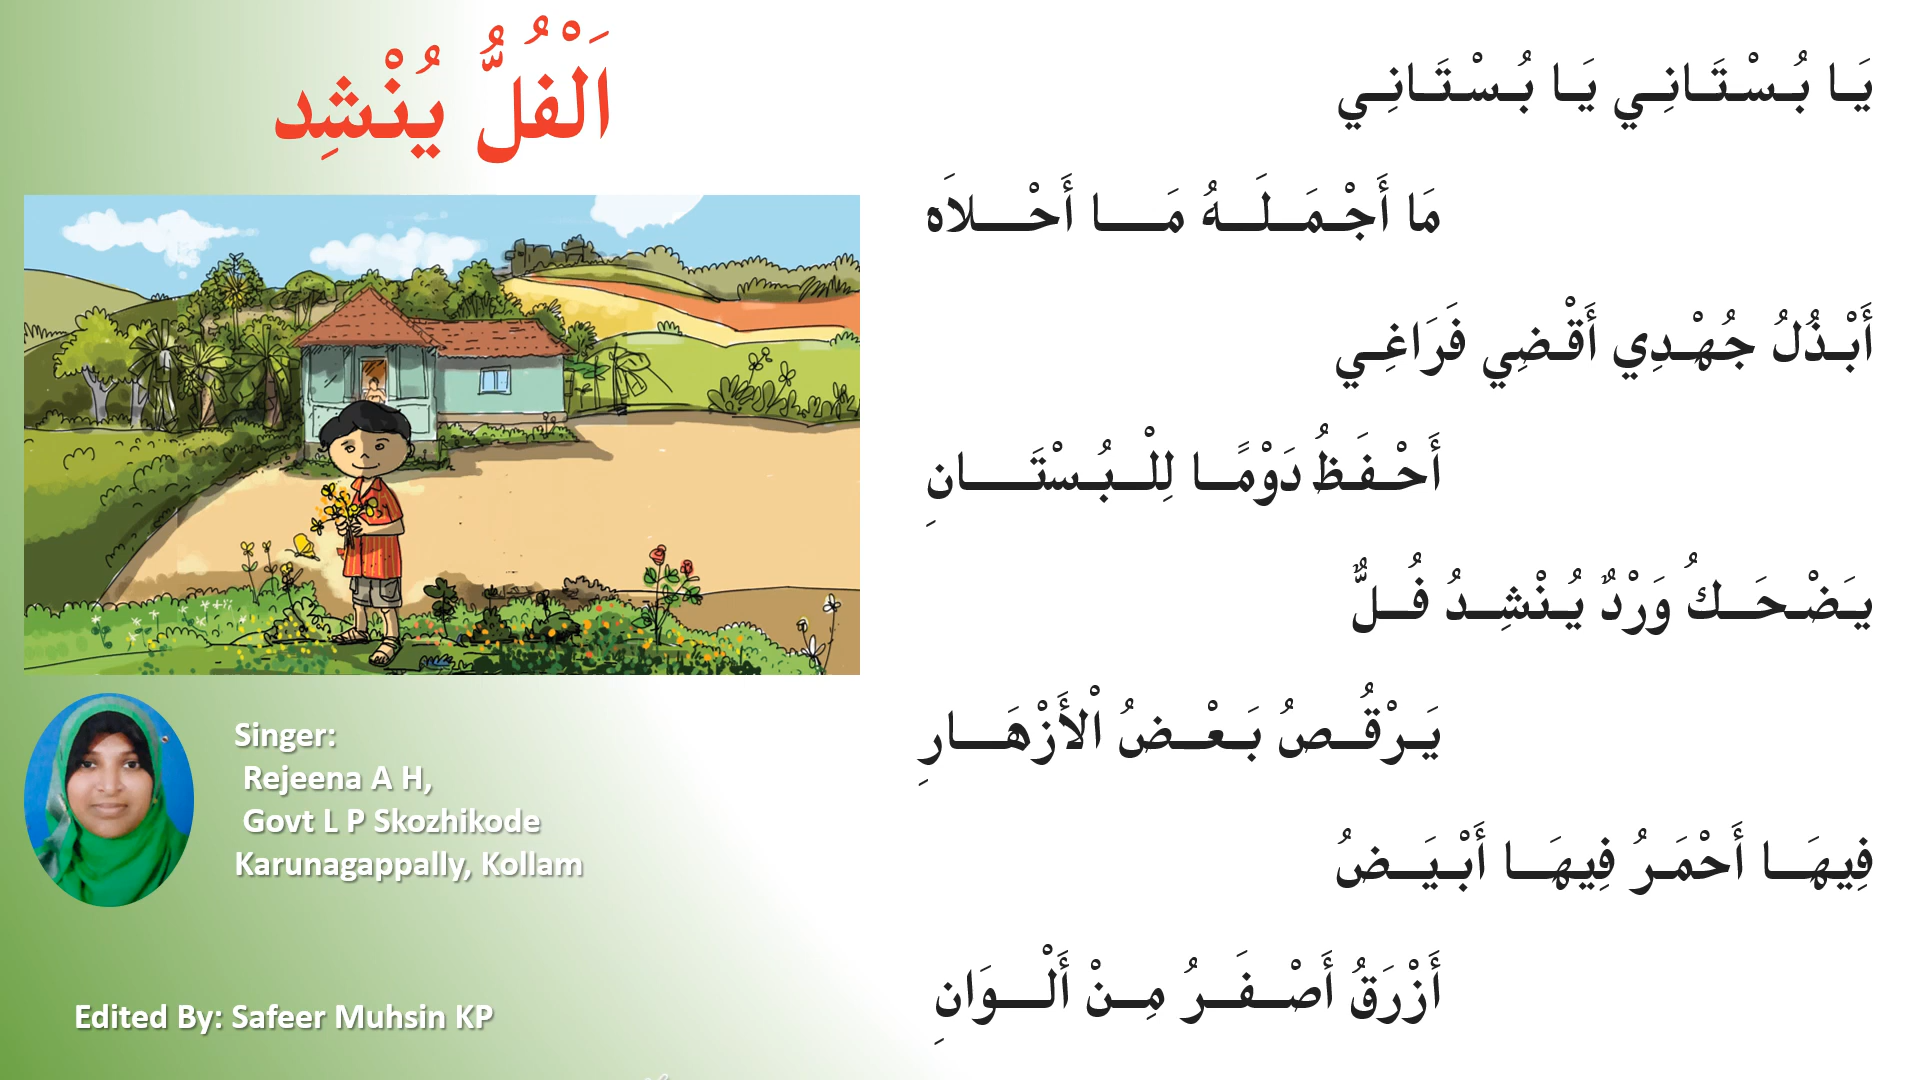 اَلْفُلُّ يُنْشِد
يَا بُسْتَانِي يَا بُسْتَانِي
مَا أَجْمَلَهُ مَا أَحْلاَه
أَبْذُلُ جُهْدِي أَقْضِي فَرَاغِي
أَحْفَظُ دَوْمًا لِلْبُسْتَانِ
يَضْحَكُ وَرْدٌ يُنْشِدُ فُلٌّ
يَرْقُصُ بَعْضُ الْأَزْهَارِ
فِيهَا أَحْمَرُ فِيهَا أَبْيَضُ
أَزْرَقُ أَصْفَرُ مِنْ أَلْوَانِ
Singer:
Rejeena A H,
Govt L P Skozhikode
Karunagappally, Kollam
Edited By: Safeer Muhsin KP